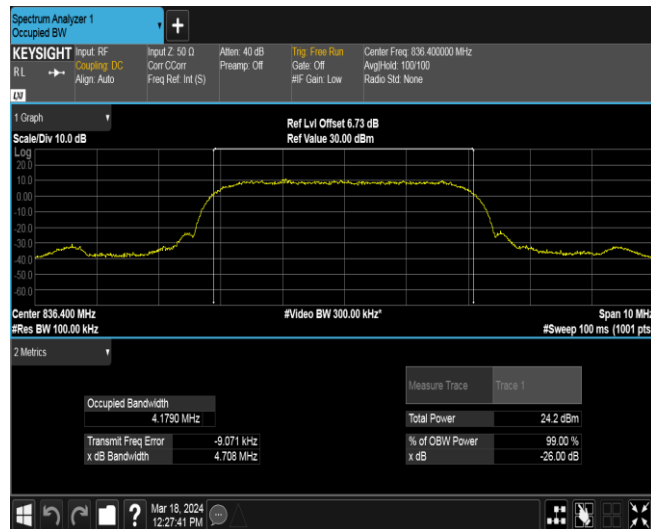 Spectrum Analyzer 1
Occupied BW
+
KEYSIGHT
RL
LXI
Input: RF
Coupling: DC
Align: Auto
Input Z: 50 Ω
Corr CCorr
Freq Ref: Int (S)
Atten: 40 dB
Preamp: Off
Trig: Free Run
Gate: Off
#IF Gain: Low
Center Freq: 836.400000 MHz
Avg|Hold: 100/100
Radio Std: None
1 Graph
Scale/Div 10.0 dB
Ref Lvl Offset 6.73 dB
Ref Value 30.00 dBm
Log
20.0
10.0
0.00
-10.0
-20.0
-30.0
-40.0
-50.0
-60.0
Center 836.400 MHz
#Video BW 300.00 kHz*
Span 10 MHz
#Res BW 100.00 kHz
#Sweep 100 ms (1001 pts
2 Metrics
Measure Trace
Trace 1
Occupied Bandwidth
4.1790 MHz
Total Power
24.2 dBm
Transmit Freq Error
-9.071 kHz
% of OBW Power
99.00 %
x dB Bandwidth
4.708 MHz
x dB
-26.00 dB
?
Mar 18, 2024
12:27:41 PM